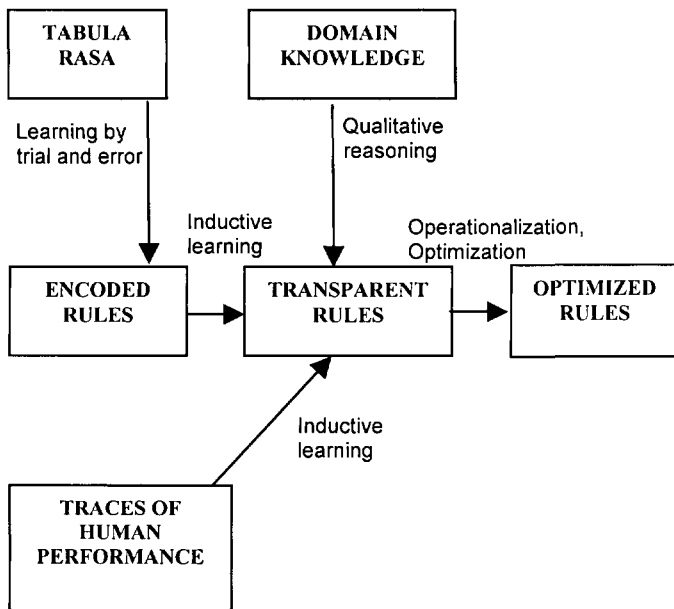 TABULA
RASA
DOMAIN
KNOWLEDGE
Learning by
trial and error
Qualitative
reasoning
Inductive
learning
Operationalization,
Optimization
ENCODED
RULES
TRANSPARENT
RULES
OPTIMIZED
RULES
Inductive
learning
TRACES OF
HUMAN
PERFORMANCE